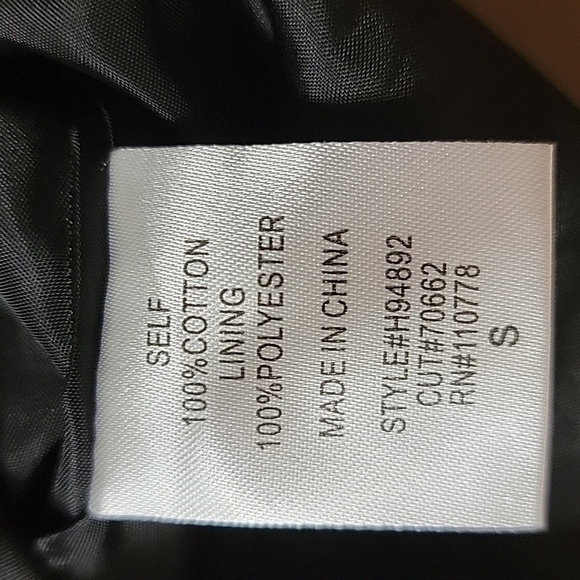 SELF
100%COTTON
LINING
100%POLYESTER
MADE IN CHINA
STYLE#H94892
CUT#70662
RN#110778
S